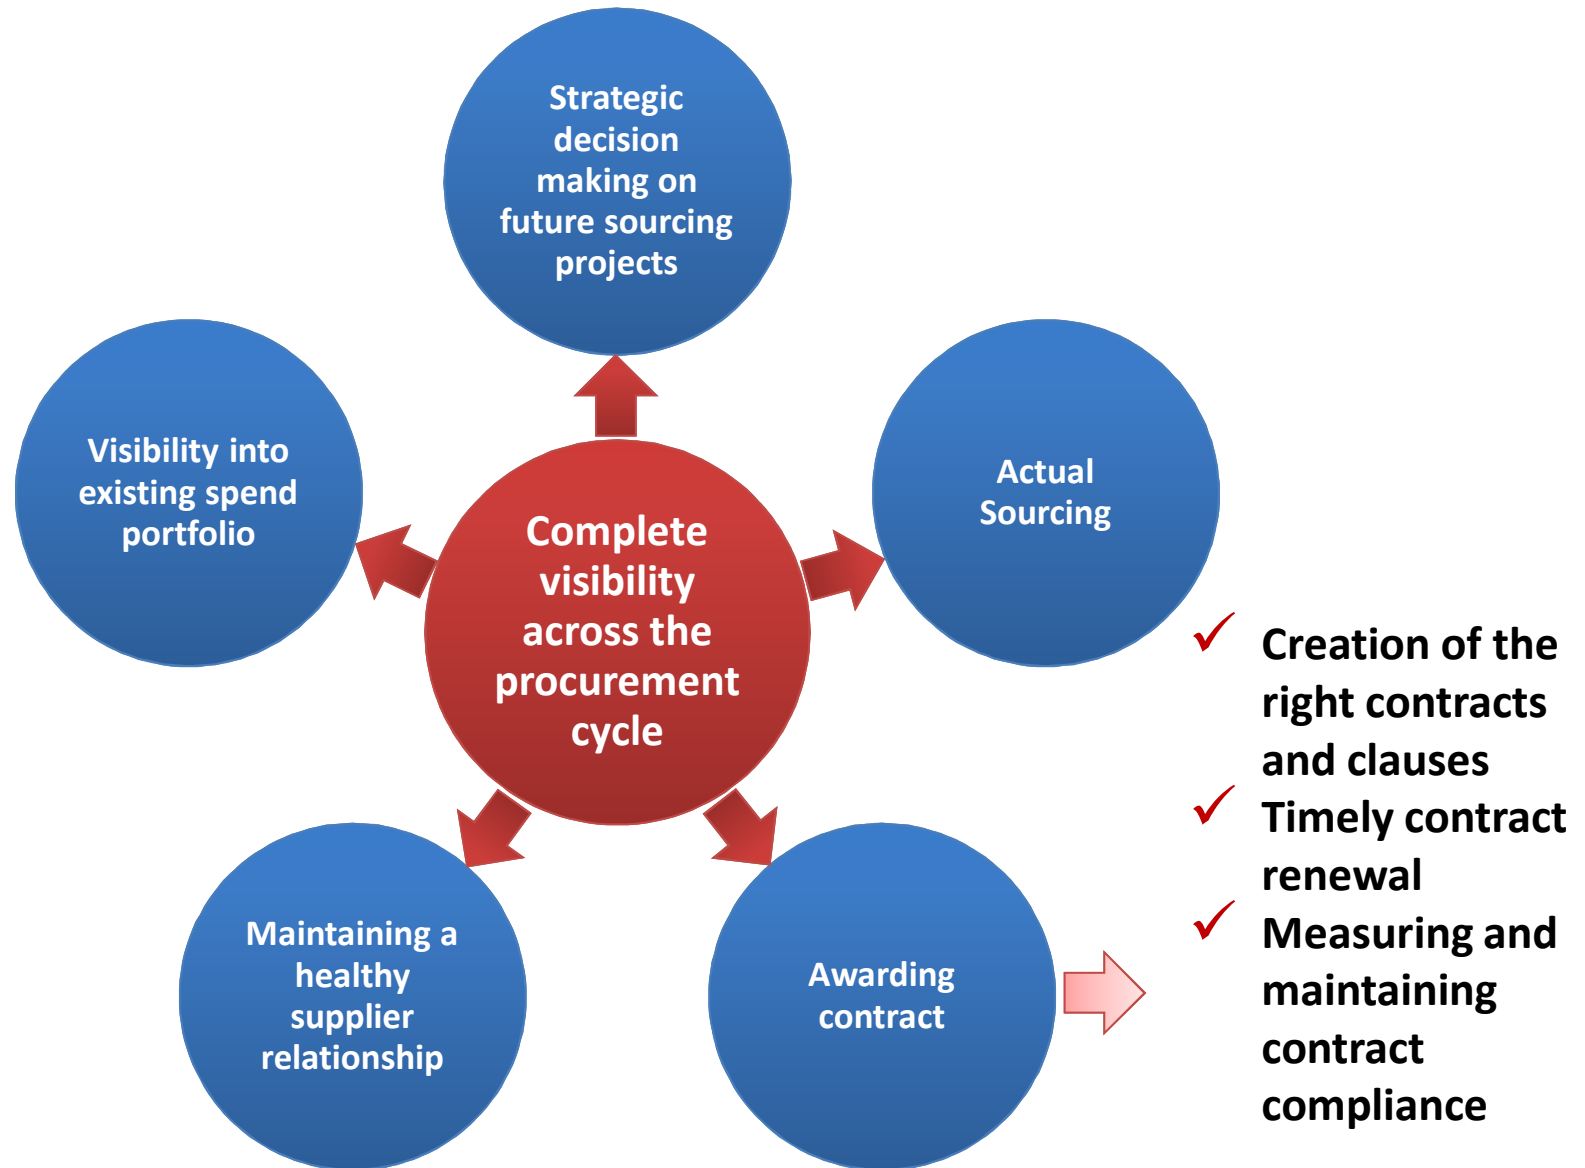 Strategic
decision
making on
future sourcing
projects
Visibility into
existing spend
portfolio
Actual
Sourcing
Complete
visibility
across the
procurement
cycle
Maintaining a
healthy
supplier
relationship
Awarding
contract
Creation of the
right contracts
and clauses
Timely contract
renewal
Measuring and
maintaining
contract
compliance